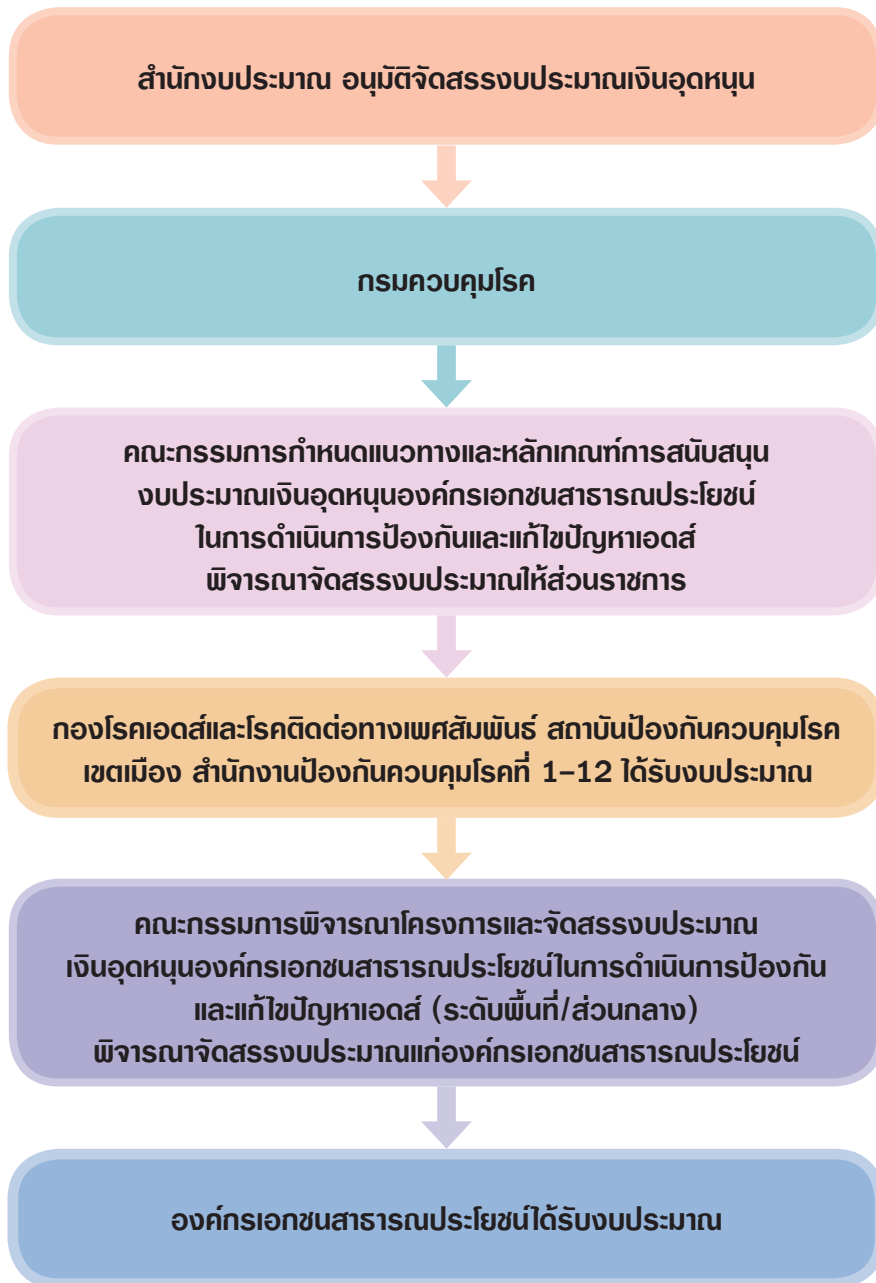 สำนักงบประมาณ อนุมัติจัดสรรงบประมาณเงินอุดหนุน
กรมควบคุมโรค
คณะกรรมการกำหนดแนวทางและหลักเกณฑ์การสนับสนุน
งบประมาณเงินอุดหนุนองค์กรเอกชนสาธารณประโยชน์
ในการดำเนินการป้องกันและแก้ไขปัญหาเอดส์
พิจารณาจัดสรรงบประมาณให้ส่วนราชการ
กองโรคเอดส์และโรคติดต่อทางเพศสัมพันธ์ สถาบันป้องกันควบคุมโรค
เขตเมือง สำนักงานป้องกันควบคุมโรคที่ 1–12 ได้รับงบประมาณ
คณะกรรมการพิจารณาโครงการและจัดสรรงบประมาณ
เงินอุดหนุนองค์กรเอกชนสาธารณประโยชน์ในการดำเนินการป้องกัน
และแก้ไขปัญหาเอดส์ (ระดับพื้นที่/ส่วนกลาง)
พิจารณาจัดสรรงบประมาณแก่องค์กรเอกชนสาธารณประโยชน์
องค์กรเอกชนสาธารณประโยชน์ได้รับงบประมาณ